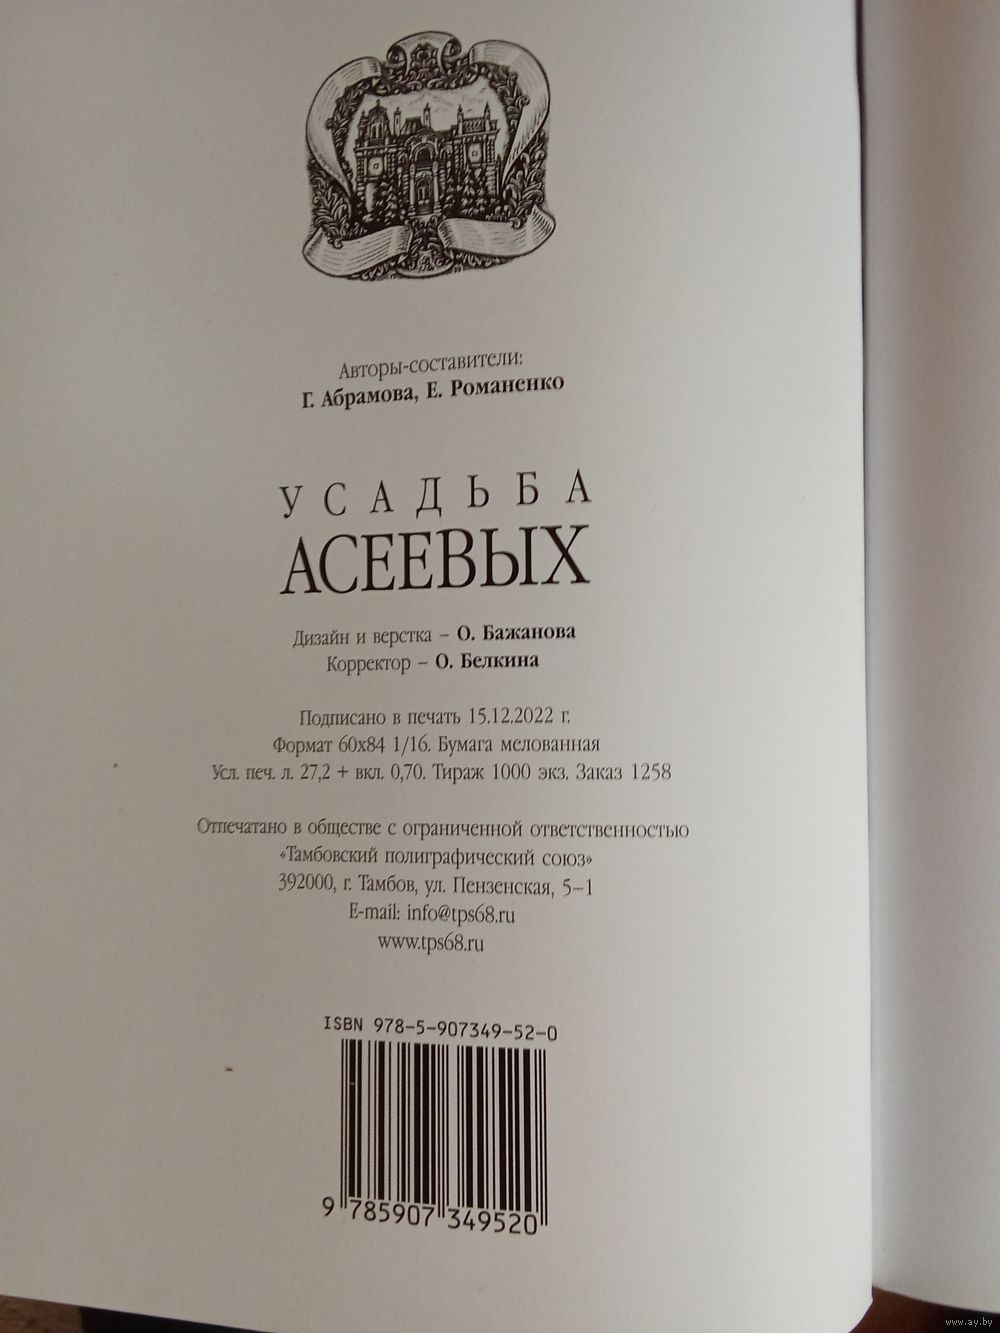 Авторы-составители:
Г. Абрамова, Е. Романенко
УСАДЬБА
АСЕЕВЫХ
Дизайн и верстка – О. Бажанова
Корректор – О. Белкина
Подписано в печать 15.12.2022 г.
Формат 60х84 1/16. Бумага мелованная
Усл. печ. л. 27,2 + вкл. 0,70. Тираж 1000 экз. Заказ 1258
Отпечатано в обществе с ограниченной ответственностью
«Тамбовский полиграфический союз»
392000, г. Тамбов, ул. Пензенская, 5–1
E-mail: info@tps68.ru
www.tps68.ru
ISBN 978-5-907349-52-0
9 785907 349520
www.ay.by